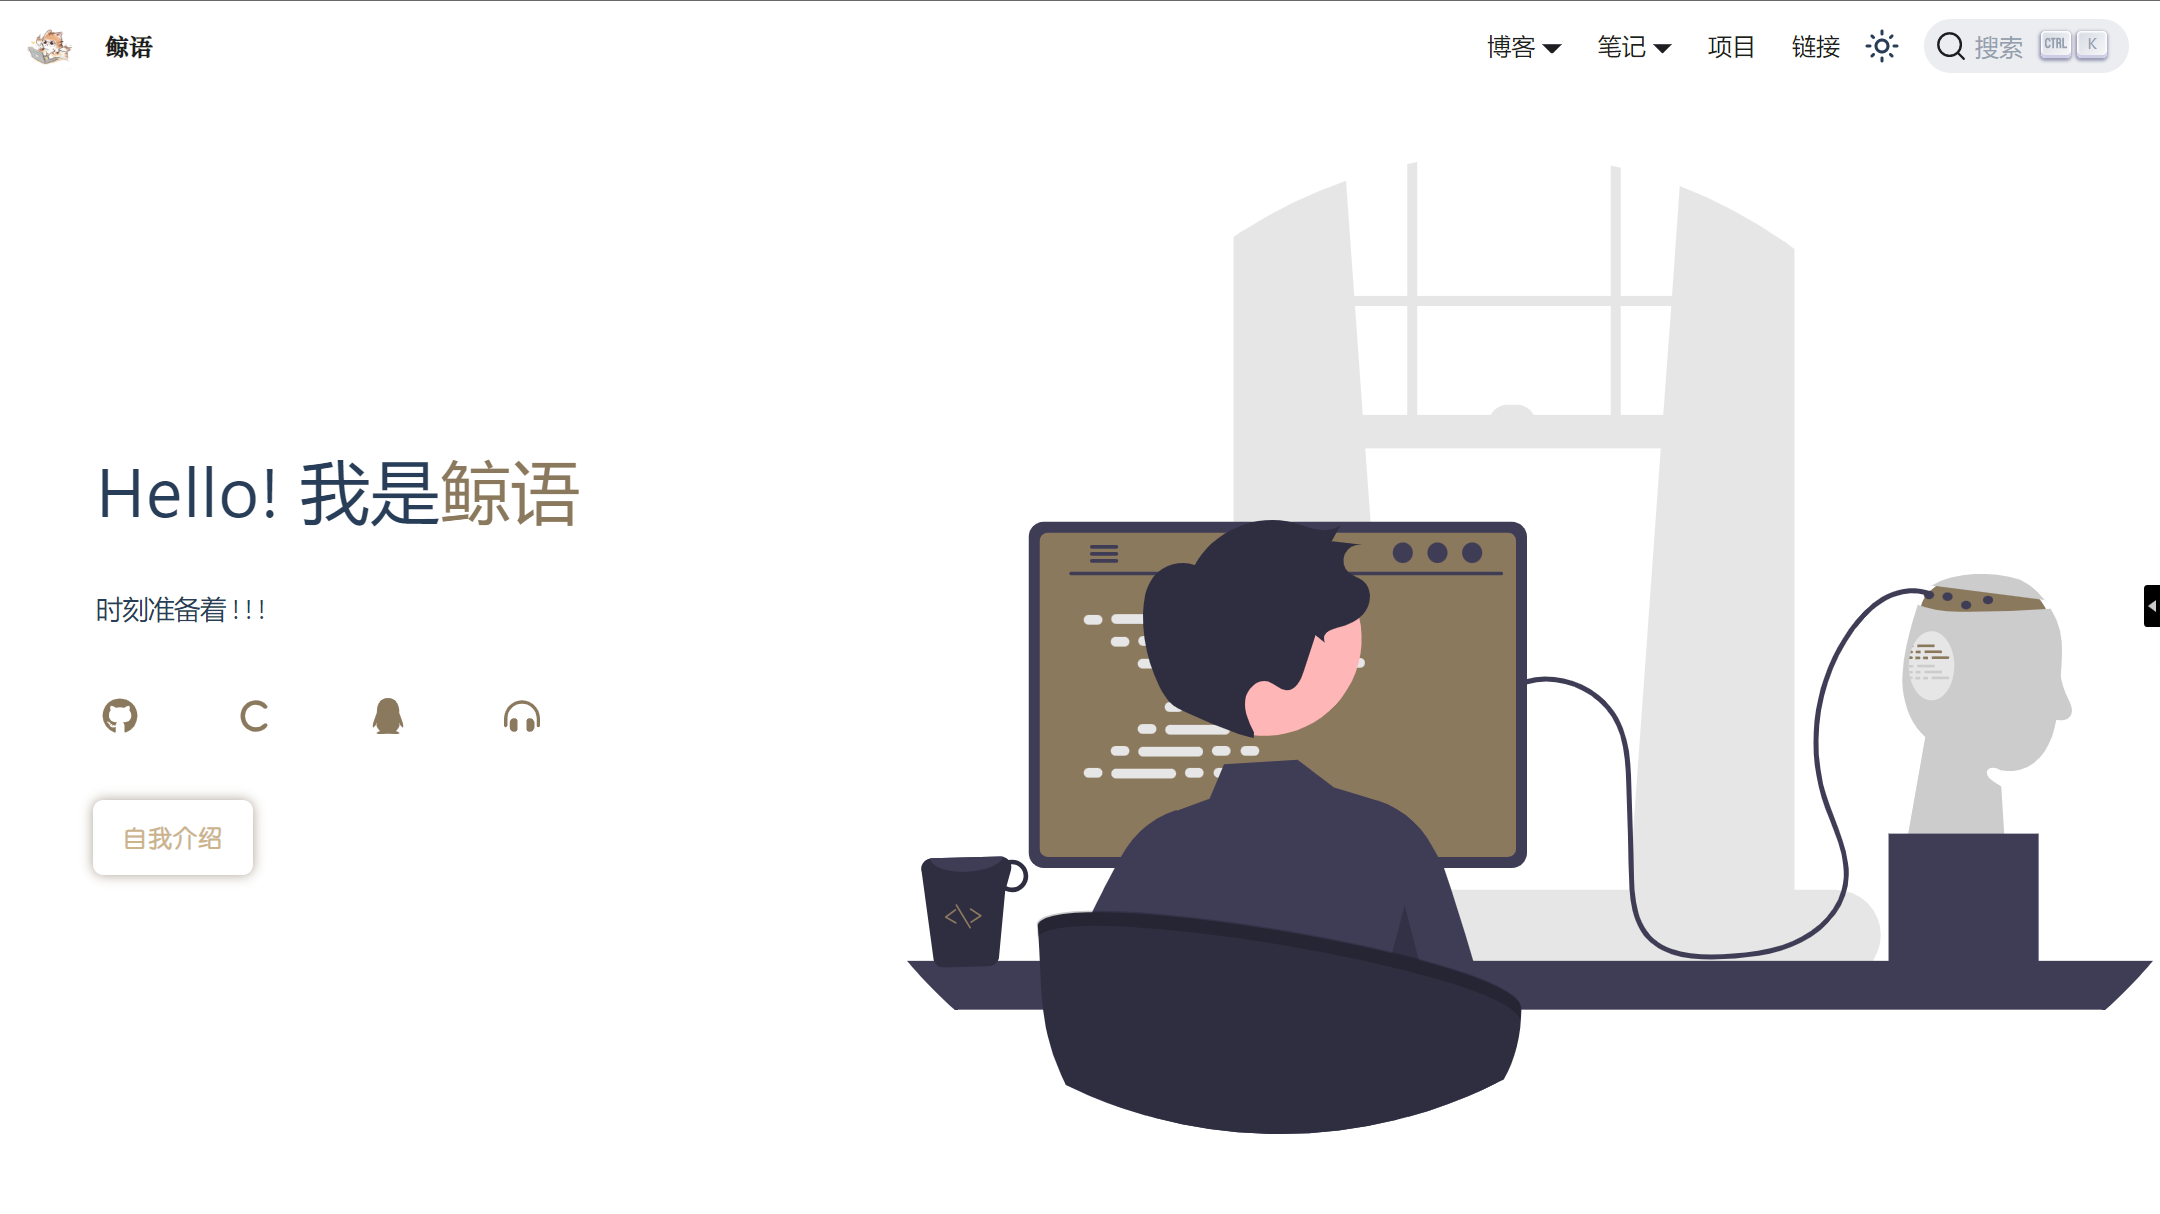 鲸语
博客
笔记
项目
链接
搜索 CTRL K
Hello! 我是鲸语
时刻准备着!!!
自我介绍
</>